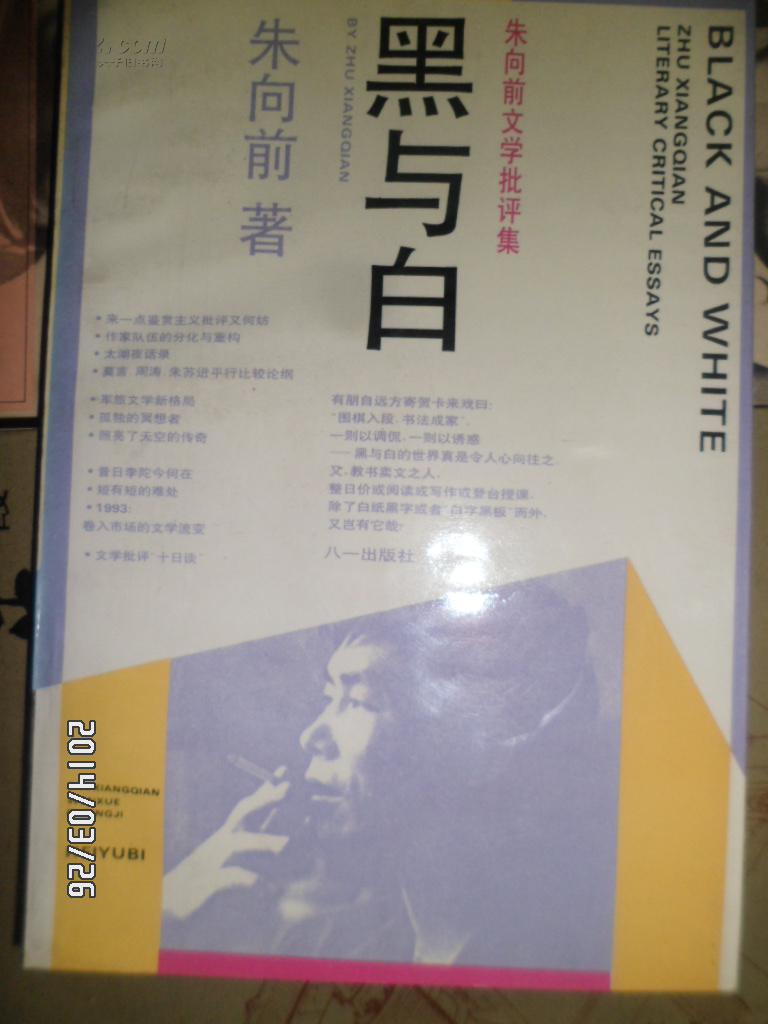 BLACK AND WHITE
ZHU XIANGQIAN
LITERARY CRITICAL ESSAYS
朱向前文学批评集
黑与白
BY ZHU XIANGQIAN
朱向前 著
•来一点鉴赏主义批评又何妨
•作家队伍的分化与重构
•太湖夜话录
•莫言、周涛、朱苏进平行比较论纲
•军旅文学新格局
•孤独的冥想者
•照亮了天空的传奇
•昔日李陀今何在
•短有短的难处
•1993:
卷入市场的文学流变
•文学批评“十日谈”
有朋自远方寄贺卡来戏曰:
“围棋入段, 书法成家”,
一则以调侃, 一则以诱惑
——黑与白的世界真是令人心向往之
又, 教书卖文之人,
整日价或阅读或写作或登台授课,
除了白纸黑字或者“白字黑板”而外,
又岂有它哉?
八一出版社
XIANGQIAN
XUE
IYUBI
2014/03/26